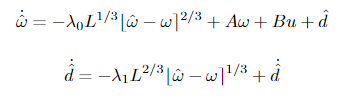 $\dot{\hat{\omega}} = -\lambda_0 L^{1/3} \lfloor \hat{\omega} - \omega \rceil^{2/3} + A\omega + Bu + \hat{d}$
$\dot{\hat{d}} = -\lambda_1 L^{2/3} \lfloor \hat{\omega} - \omega \rceil^{1/3} + \dot{\hat{d}}$